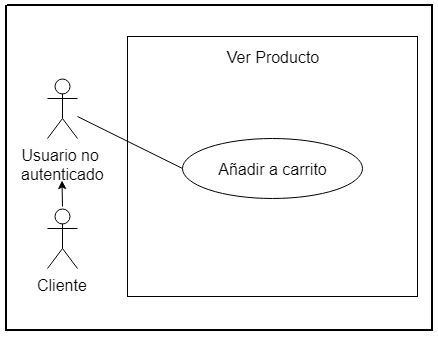 Ver Producto
Usuario no
autenticado
Añadir a carrito
Cliente